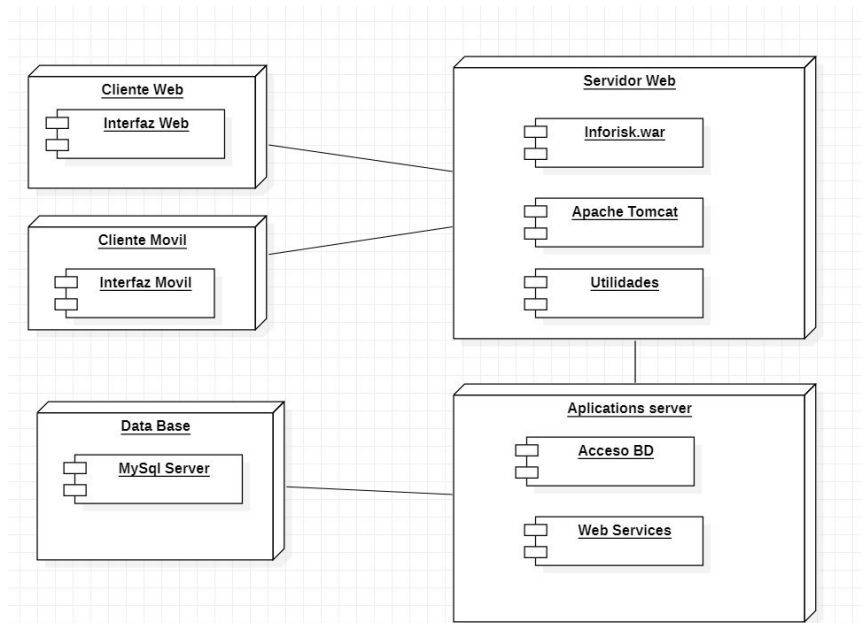 Cliente Web
Interfaz Web
Cliente Movil
Interfaz Movil
Servidor Web
Inforisk.war
Apache Tomcat
Utilidades
Data Base
MySql Server
Aplications server
Acceso BD
Web Services